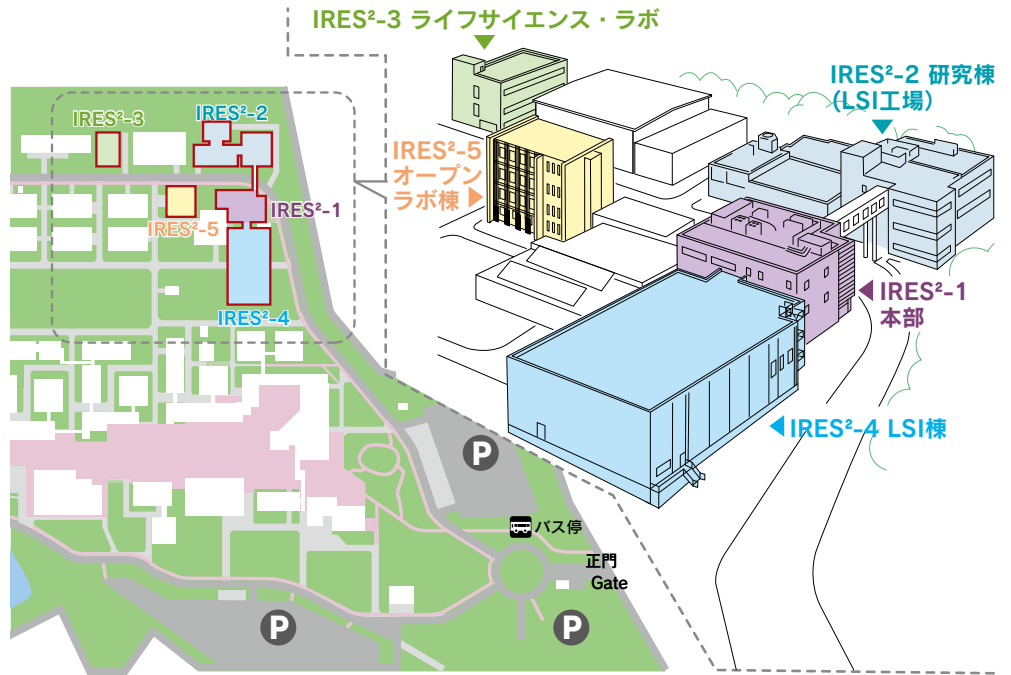 IRES²-3 ライフサイエンス・ラボ
IRES²-2 研究棟
(LSI工場)
IRES²-5
オープン
ラボ棟
IRES²-1
本部
IRES²-4 LSI棟
IRES²-3
IRES²-2
IRES²-1
IRES²-5
IRES²-4
P
バス停
正門
Gate
P
P